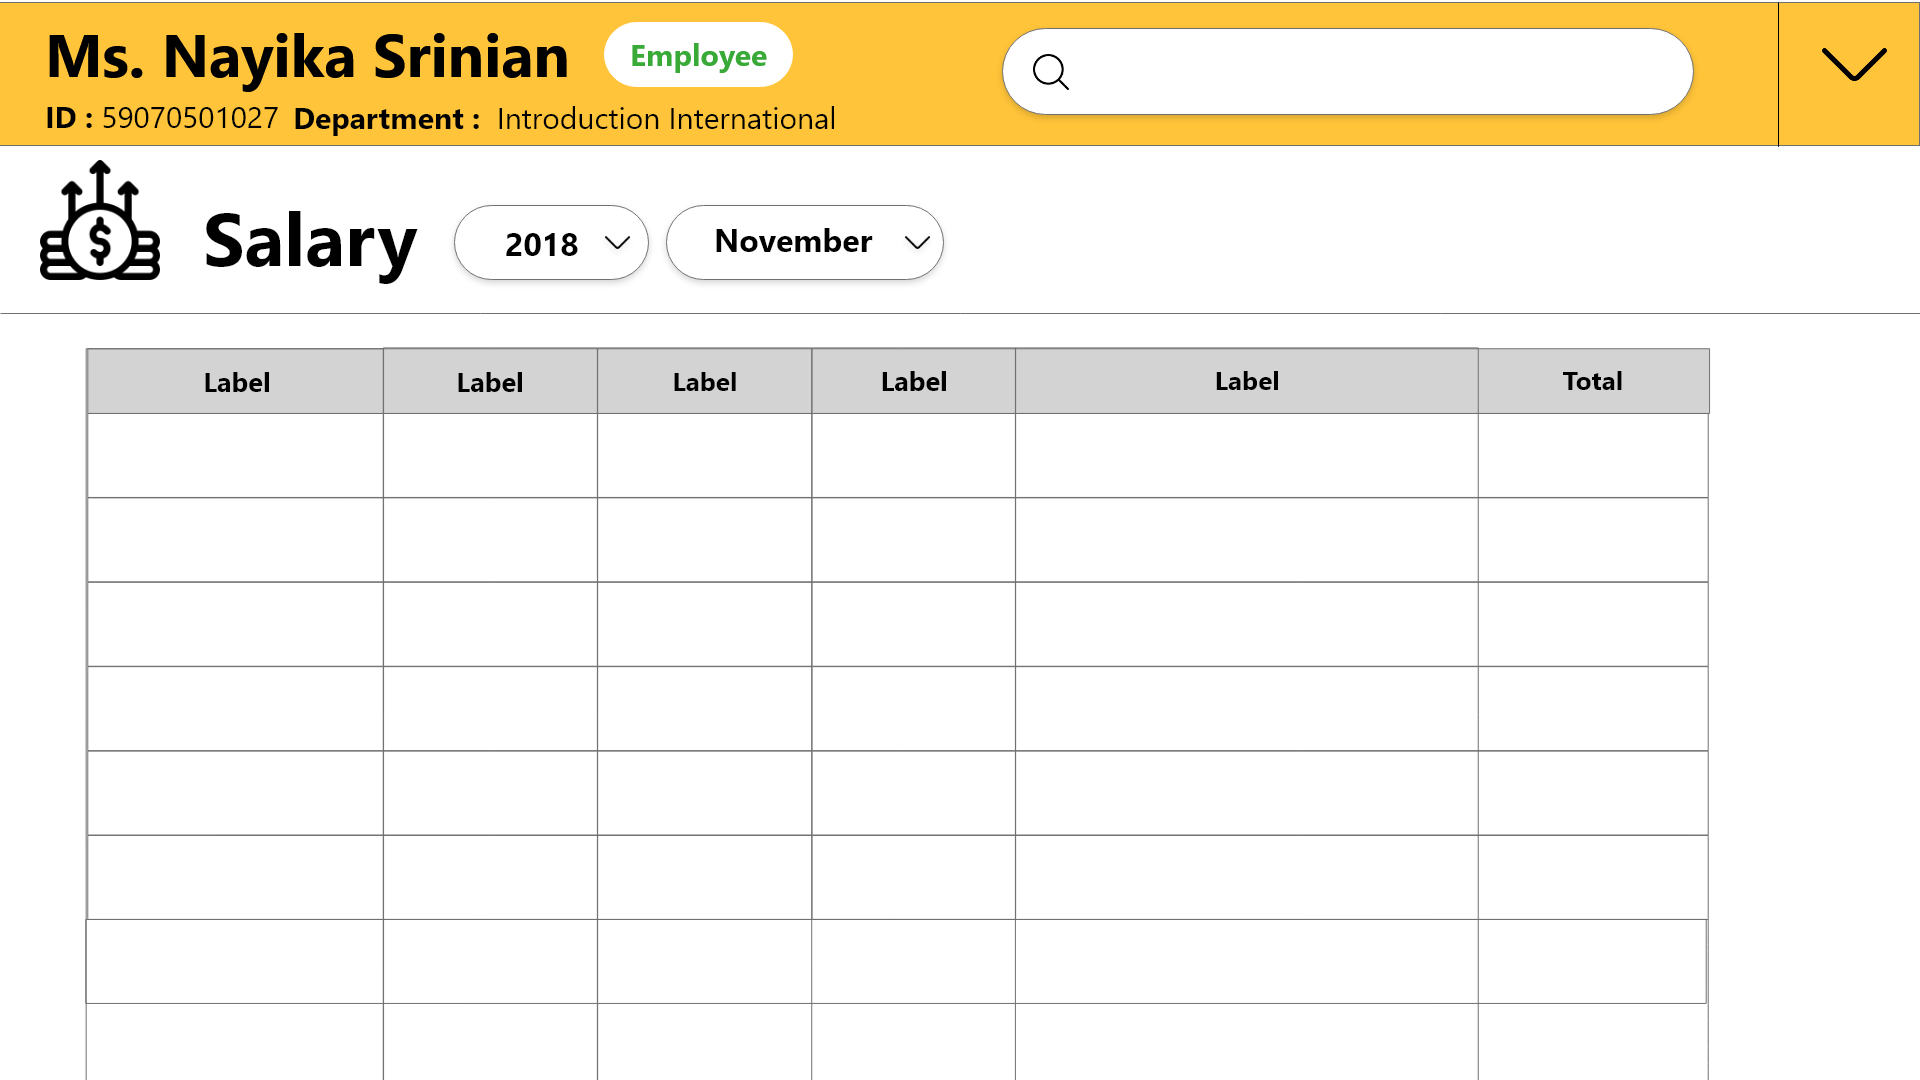 Ms. Nayika Srinian Employee
ID : 59070501027 Department : Introduction International
$
Salary 2018 November
Label Label Label Label Label Total